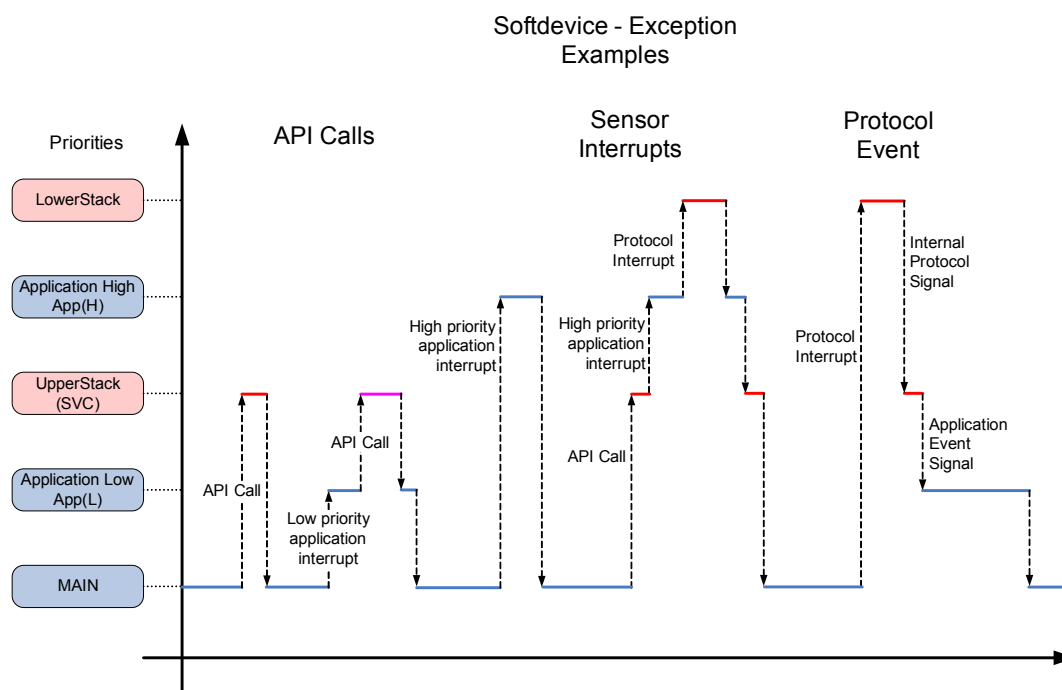 Softdevice - Exception
Examples
Priorities
API Calls
Sensor
Interrupts
Protocol
Event
LowerStack
Application High
App(H)
UpperStack
(SVC)
Application Low
App(L)
MAIN
API Call
Low priority
application
interrupt
API Call
High priority
application
interrupt
API Call
High priority
application
interrupt
Protocol
Interrupt
Protocol
Interrupt
Internal
Protocol
Signal
Application
Event
Signal